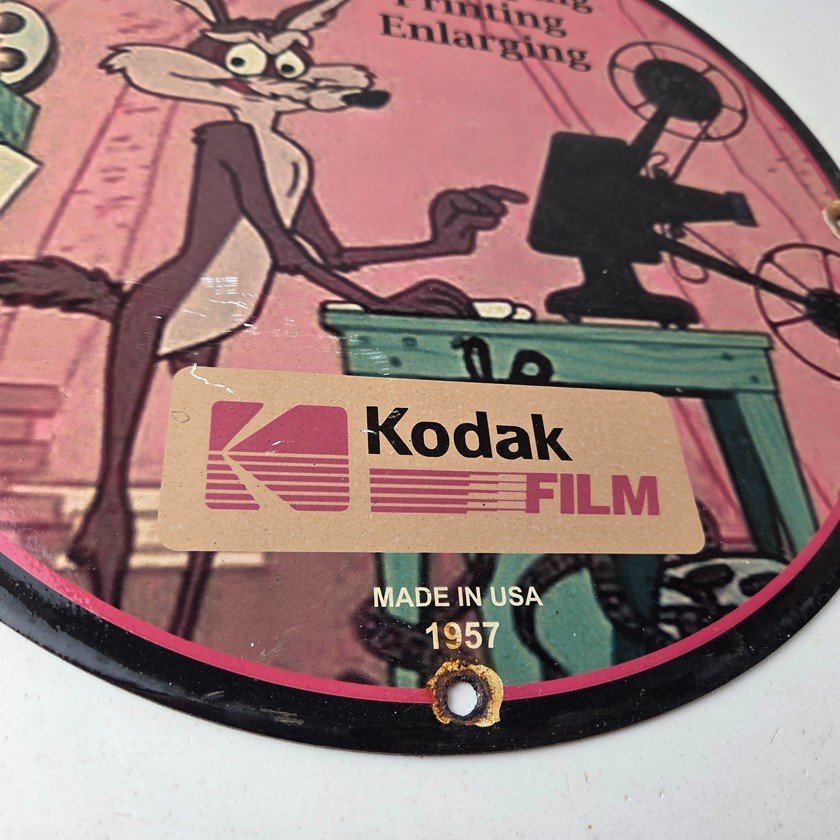 Printing
Enlarging
Kodak
FILM
MADE IN USA
1957